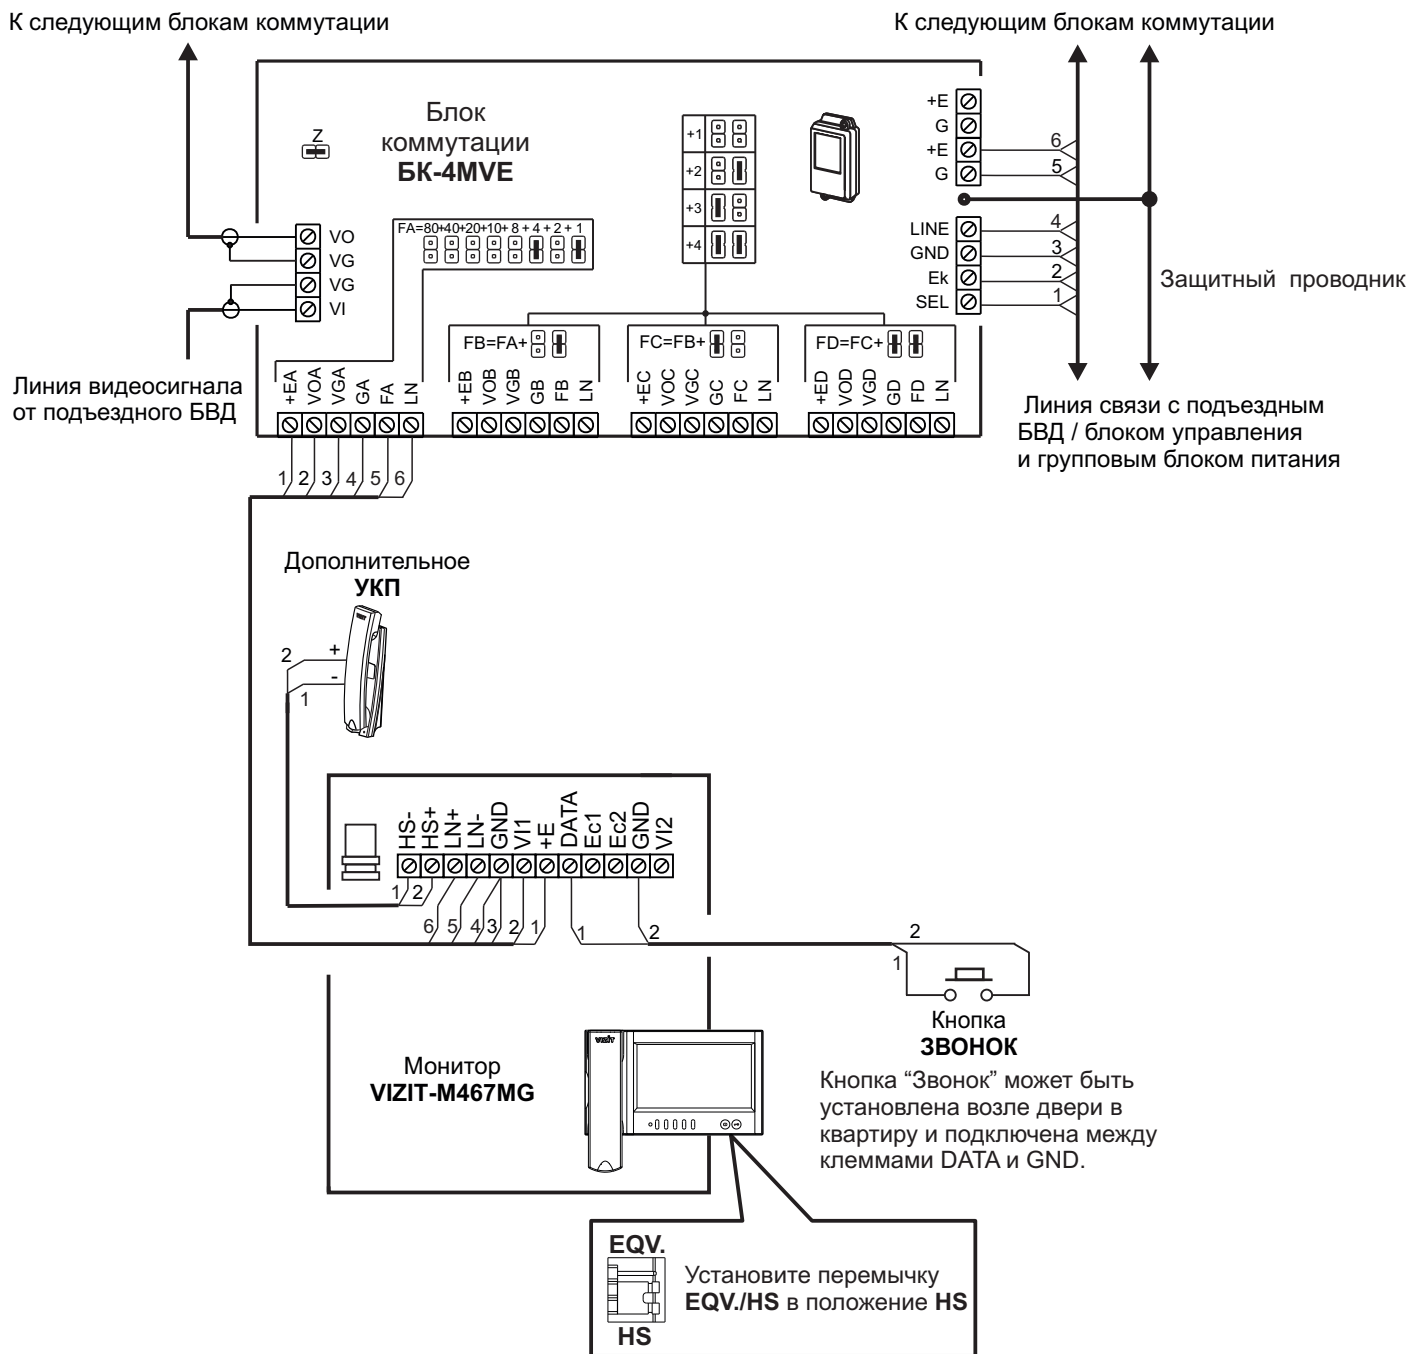 К следующим блокам коммутации
К следующим блокам коммутации
Блок
коммутации
БК-4MVE
Z
+1
+2
+3
+4
+E
G
+E
G
6
5
LINE
GND
Ek
SEL
4
3
2
1
Защитный проводник
FA=80+40+20+10+ 8 + 4 + 2 + 1
VO
VG
VG
VI
FB=FA+
FC=FB+
FD=FC+
Линия видеосигнала
от подъездного БВД
+EA
VOA
VGA
GA
FA
LN
+EB
VOB
VGB
GB
FB
LN
+EC
VOC
VGC
GC
FC
LN
+ED
VOD
VGD
GD
FD
LN
Линия связи с подъездным
БВД / блоком управления
и групповым блоком питания
1 2 3 4 5 6
Дополнительное
УКП
VIZIT
2
+
-
1
HS-
HS+
LN+
LN-
GND
VI1
+E
DATA
Ec1
Ec2
GND
VI2
1 2
6 5 4 3 2 1
1
2
2
1
Кнопка
ЗВОНОК
Кнопка “Звонок” может быть
установлена возле двери в
квартиру и подключена между
клеммами DATA и GND.
Монитор
VIZIT-M467MG
VIZIT
EQV.
Установите перемычку
EQV./HS в положение HS
HS